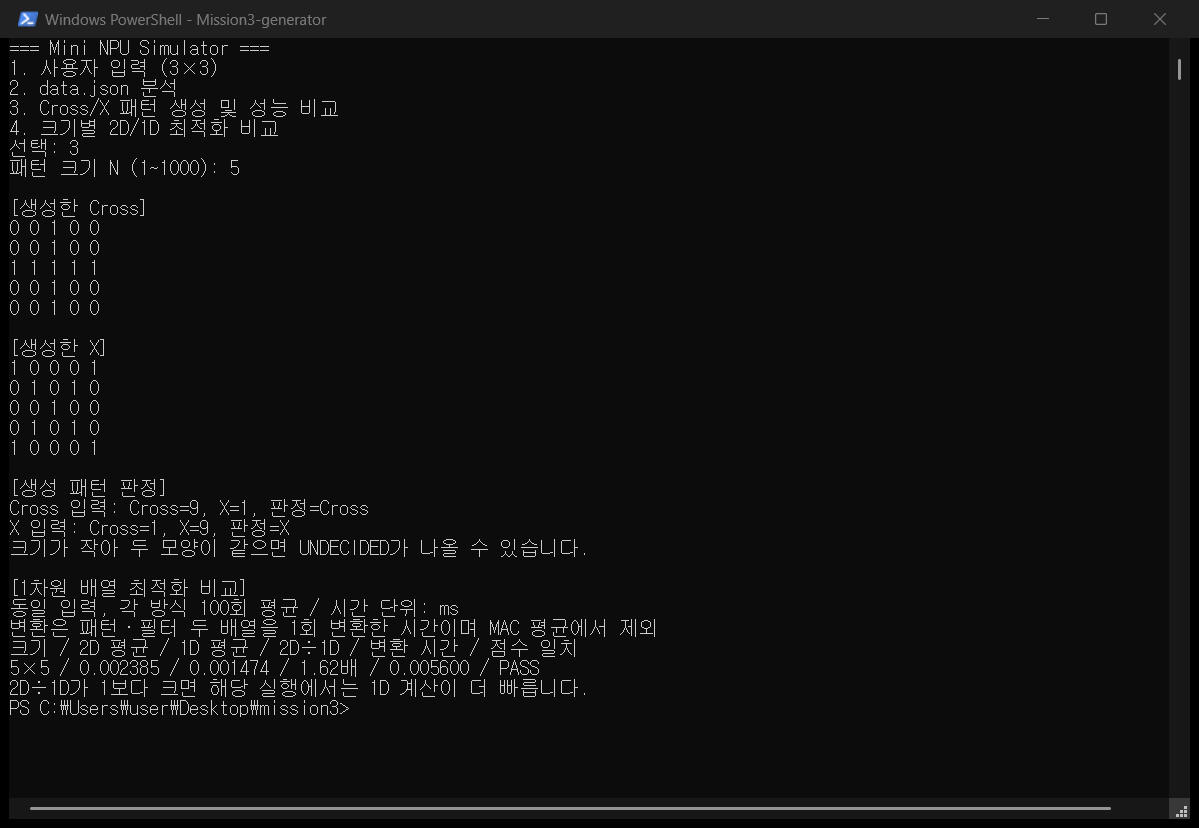 Windows PowerShell - Mission3-generator
=== Mini NPU Simulator ===
1. 사용자 입력 (3×3)
2. data.json 분석
3. Cross/X 패턴 생성 및 성능 비교
4. 크기별 2D/1D 최적화 비교
선택: 3
패턴 크기 N (1~1000): 5
[생성한 Cross]
0 0 1 0 0
0 0 1 0 0
1 1 1 1 1
0 0 1 0 0
0 0 1 0 0
[생성한 X]
1 0 0 0 1
0 1 0 1 0
0 0 1 0 0
0 1 0 1 0
1 0 0 0 1
[생성 패턴 판정]
Cross 입력: Cross=9, X=1, 판정=Cross
X 입력: Cross=1, X=9, 판정=X
크기가 작아 두 모양이 같으면 UNDECIDED가 나올 수 있습니다.
[1차원 배열 최적화 비교]
동일 입력, 각 방식 100회 평균 / 시간 단위: ms
변환은 패턴·필터 두 배열을 1회 변환한 시간이며 MAC 평균에서 제외
크기 / 2D 평균 / 1D 평균 / 2D÷1D / 변환 시간 / 점수 일치
5×5 / 0.002385 / 0.001474 / 1.62배 / 0.005600 / PASS
2D÷1D가 1보다 크면 해당 실행에서는 1D 계산이 더 빠릅니다.
PS C:₩Users₩user₩Desktop₩mission3>